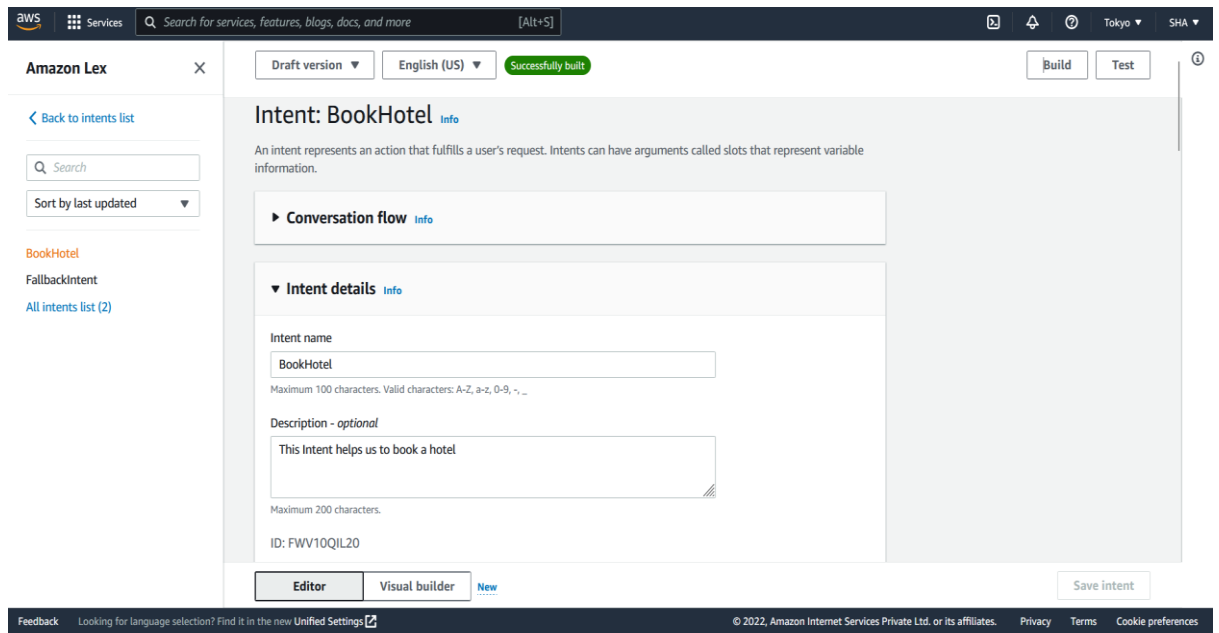 aws Services Search for services, features, blogs, docs, and more [Alt+S] Tokyo ▼ SHA ▼
Amazon Lex
Draft version ▼ English (US) ▼ Successfully built Build Test
Back to intents list
Search
Sort by last updated ▼
BookHotel
FallbackIntent
All intents list (2)
Intent: BookHotel Info
An intent represents an action that fulfills a user's request. Intents can have arguments called slots that represent variable
information.
Conversation flow Info
Intent details Info
Intent name
BookHotel
Maximum 100 characters. Valid characters: A-Z, a-z, 0-9, -, _
Description - optional
This Intent helps us to book a hotel
Maximum 200 characters.
ID: FWV10QIL20
Editor Visual builder New Save intent
Feedback Looking for language selection? Find it in the new Unified Settings © 2022, Amazon Internet Services Private Ltd. or its affiliates. Privacy Terms Cookie preferences